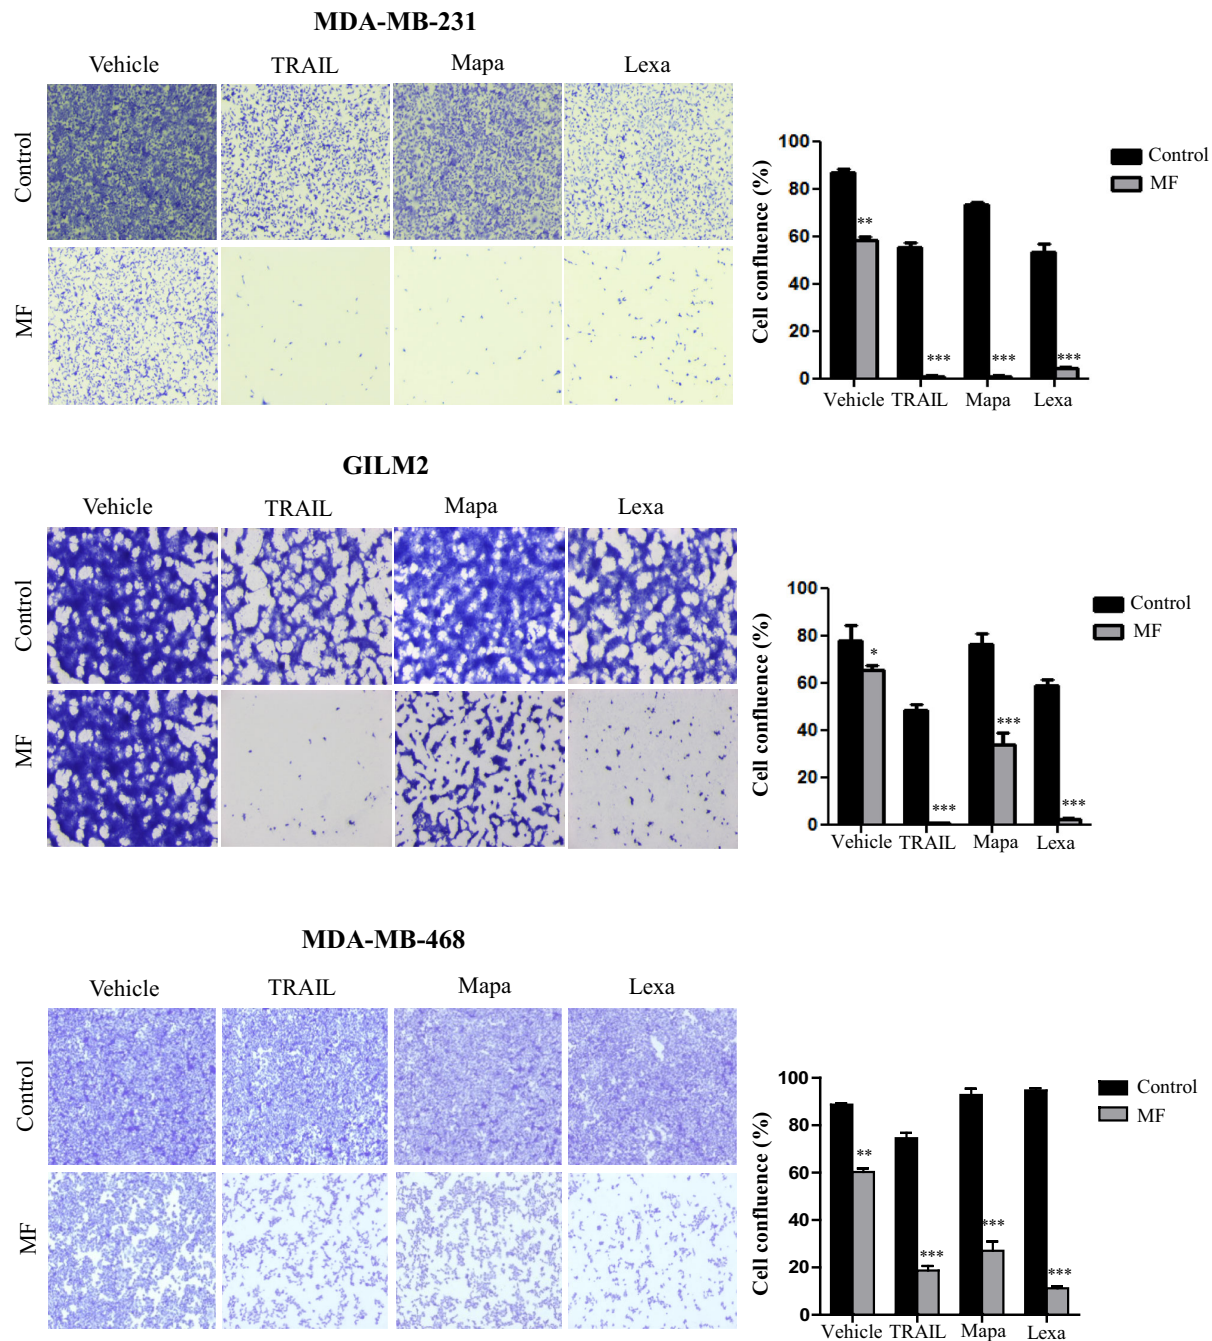 MDA-MB-231
Vehicle TRAIL Mapa Lexa
Control
MF
Cell confluence (%)
100
80
60
40
20
0
** *** *** ***
Vehicle TRAIL Mapa Lexa
Control
MF
GILM2
Vehicle TRAIL Mapa Lexa
Control
MF
Cell confluence (%)
100
80
60
40
20
0
* *** *** ***
Vehicle TRAIL Mapa Lexa
Control
MF
MDA-MB-468
Vehicle TRAIL Mapa Lexa
Control
MF
Cell confluence (%)
100
80
60
40
20
0
** *** *** ***
Vehicle TRAIL Mapa Lexa
Control
MF